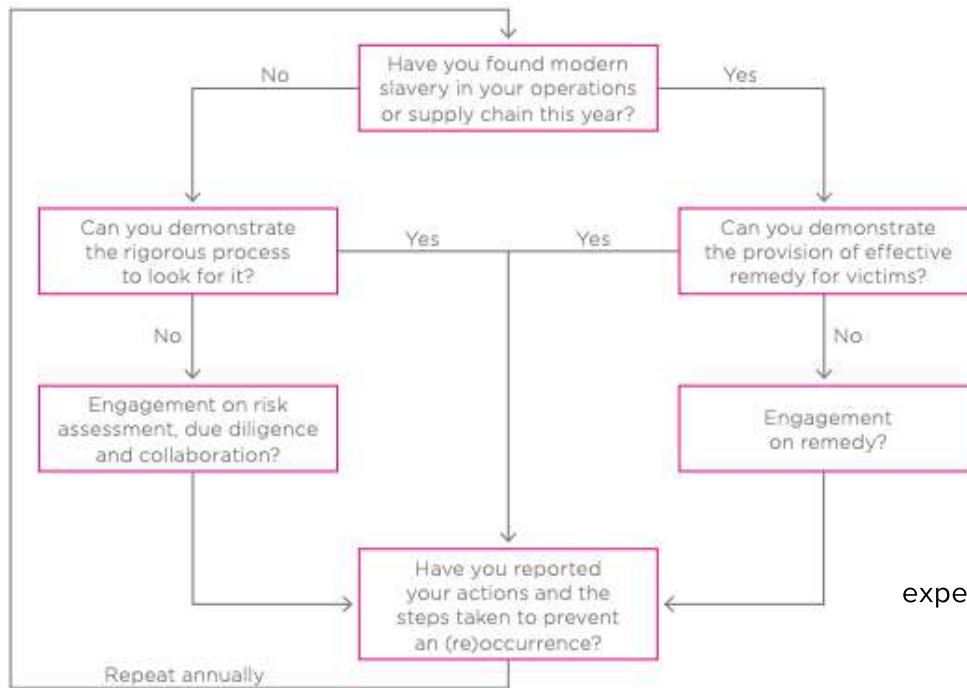 Have you found modern
slavery in your operations
or supply chain this year?
No
Yes
Can you demonstrate
the rigorous process
to look for it?
Yes
Yes
Can you demonstrate
the provision of effective
remedy for victims?
No
No
Engagement on risk
assessment, due diligence
and collaboration?
Engagement
on remedy?
Have you reported
your actions and the
steps taken to prevent
an (re)occurrence?
expe
Repeat annually